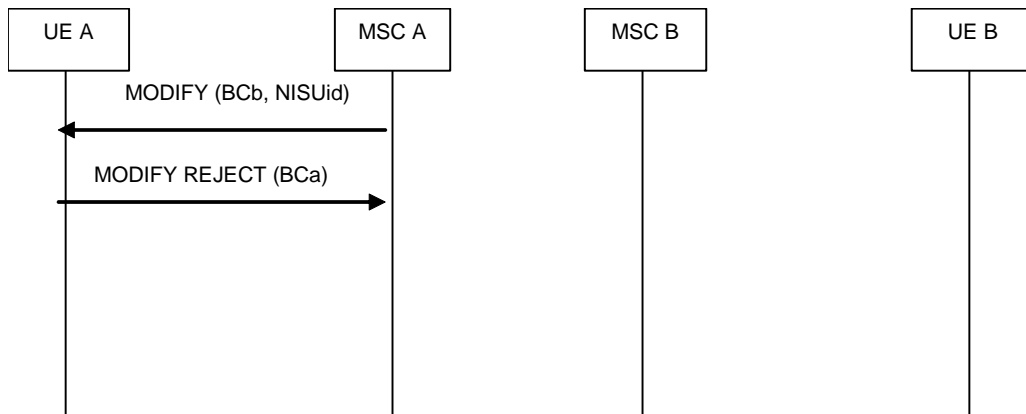 UE A
MSC A
MSC B
UE B
MODIFY (BCb, NISUid)
MODIFY REJECT (BCa)